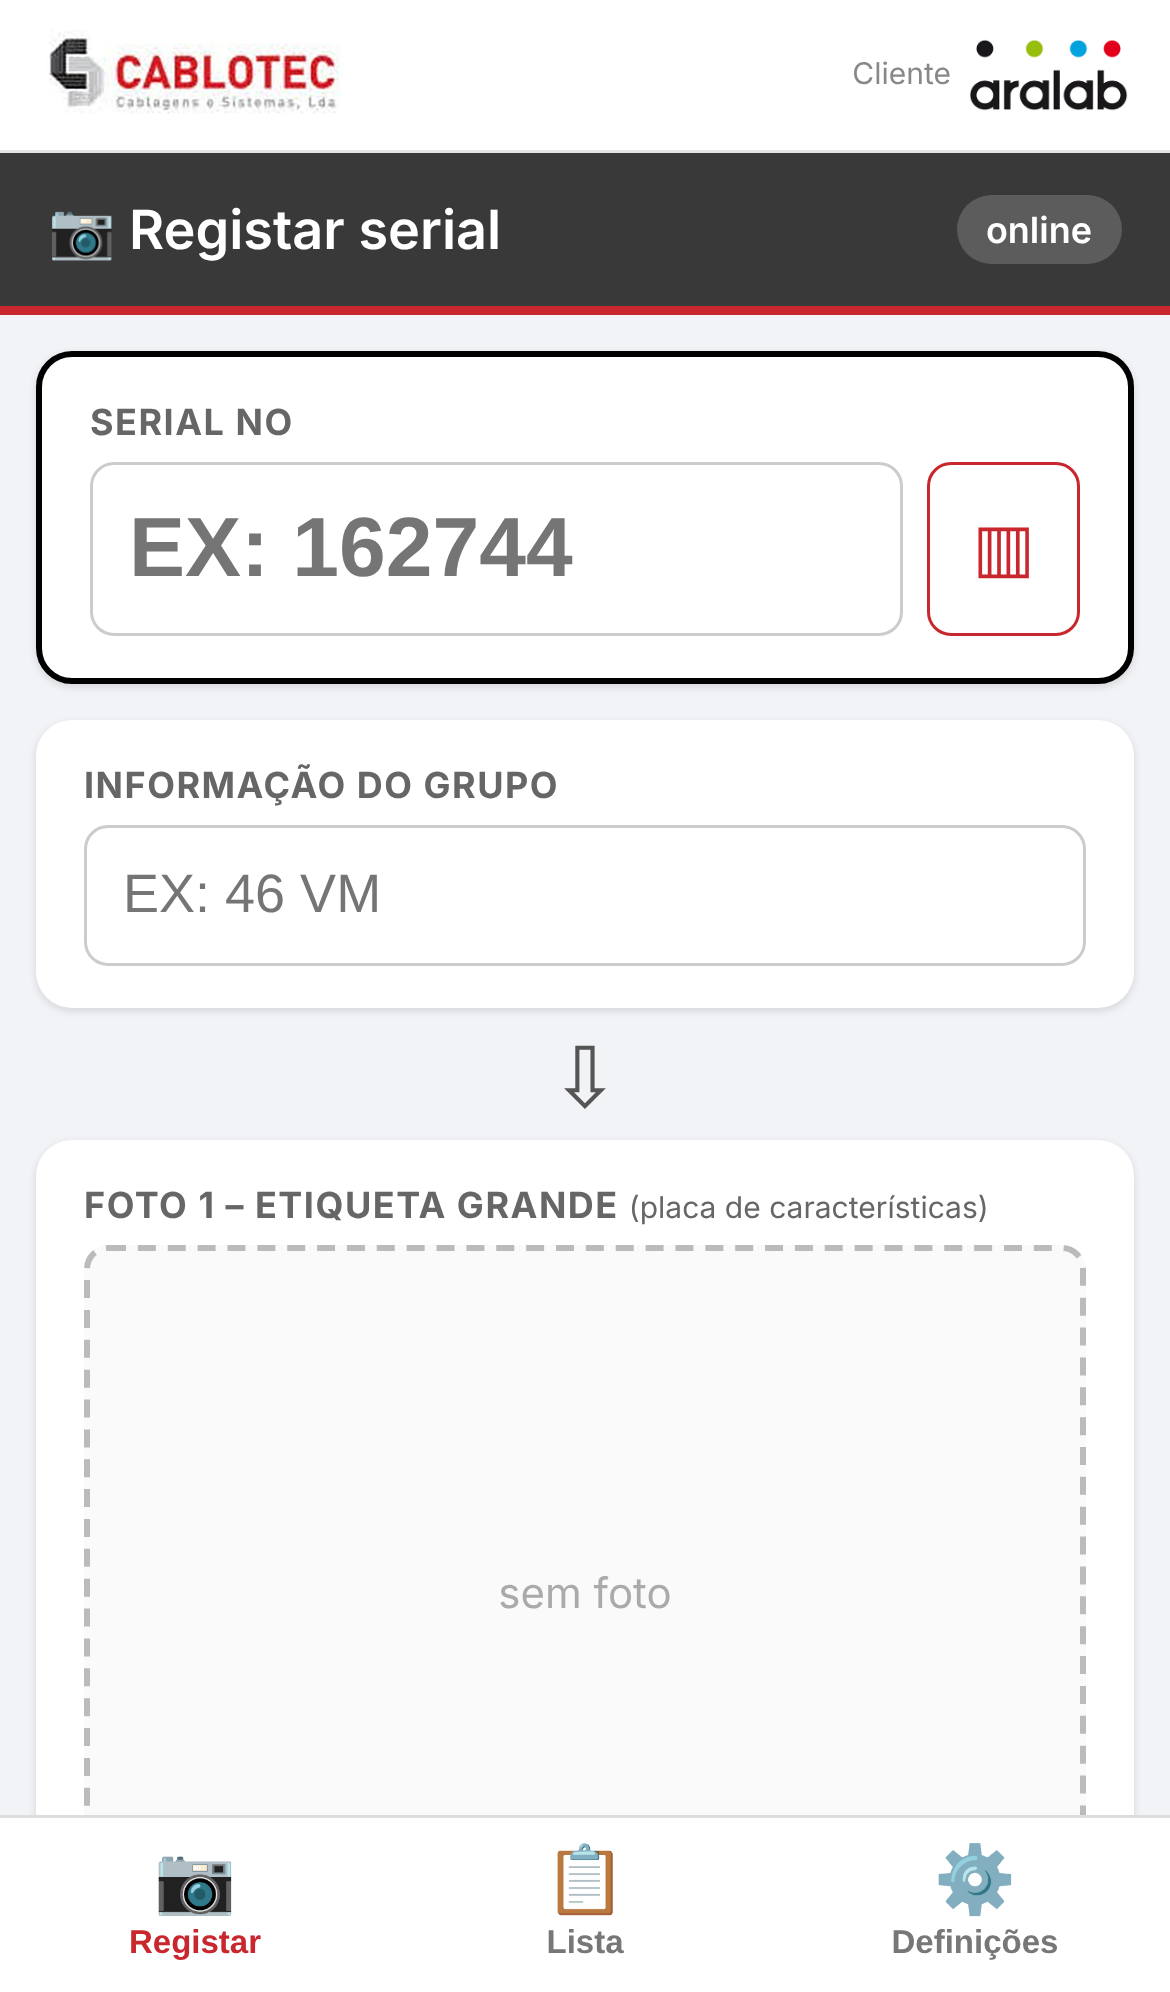 CABLOTEC
Cablagens e Sistemas, Lda
Cliente
aralab
Registar serial
online
SERIAL NO
EX: 162744
INFORMAÇÃO DO GRUPO
EX: 46 VM
FOTO 1 – ETIQUETA GRANDE (placa de características)
sem foto
Registar
Lista
Definições